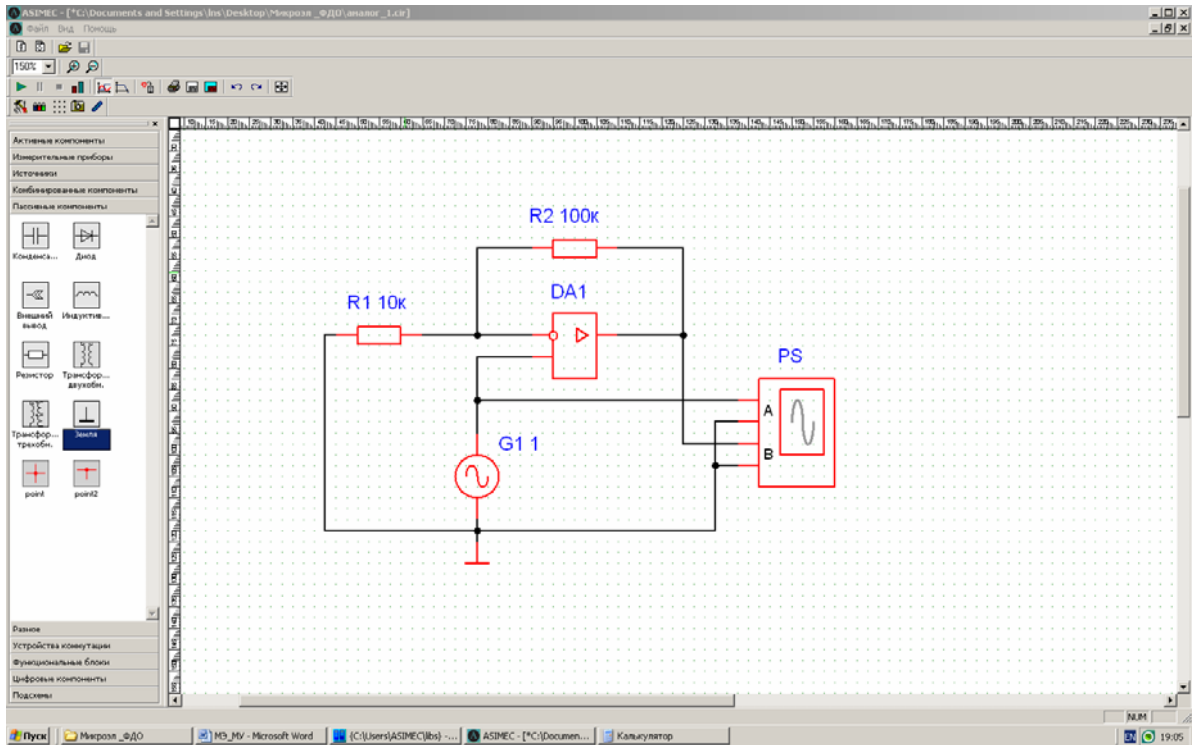 ASIMEC - [*C:\Documents and Settings\lns\Desktop\Микроэл _ФДО\аналог_1.cir]
Файл Вид Помощь
150%
Активные компоненты
Измерительные приборы
Источники
Комбинированные компоненты
Пассивные компоненты
Конденса... Диод
Внешний вывод Индуктив...
Резистор Трансфор... двухобм.
Трансфор... трехобм. Земля
point point2
Разное
Устройства коммутации
Функциональные блоки
Цифровые компоненты
Подсхемы
R2 100к
DA1
R1 10к
PS
A
G1 1
B
NUM
Пуск
Микроэл _ФДО
МЭ_МУ - Microsoft Word
{C:\Users\ASIMEC\libs} -...
ASIMEC - [*C:\Documen...
Калькулятор
EN
19:05